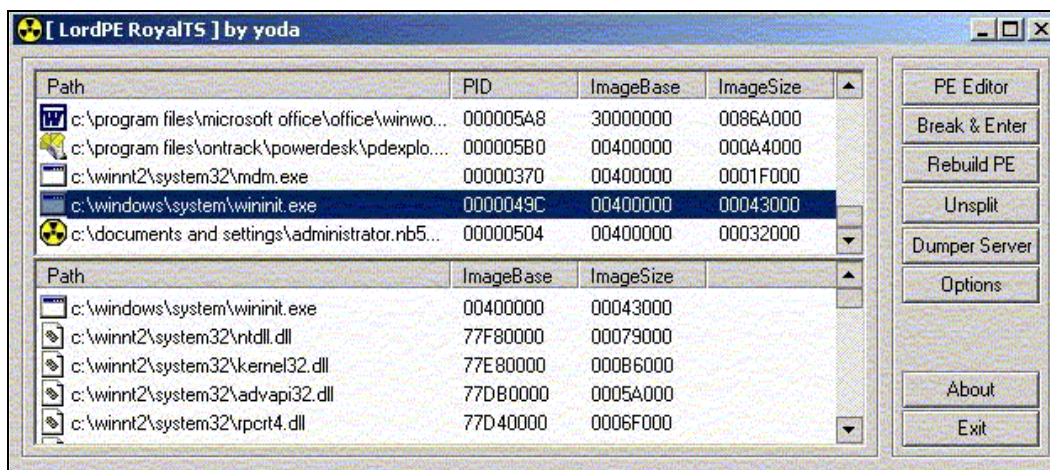 [ LordPE RoyalTS ] by yoda
Path PID ImageBase ImageSize
c:\program files\microsoft office\office\winwo... 000005A8 30000000 0086A000
c:\program files\ontrack\powerdesk\pdexplo.... 000005B0 00400000 000A4000
c:\winnt2\system32\mdm.exe 00000370 00400000 0001F000
c:\windows\system\wininit.exe 0000049C 00400000 00043000
c:\documents and settings\administrator.nb5... 00000504 00400000 00032000
Path ImageBase ImageSize
c:\windows\system\wininit.exe 00400000 00043000
c:\winnt2\system32\ntdll.dll 77F80000 00079000
c:\winnt2\system32\kernel32.dll 77E80000 000B6000
c:\winnt2\system32\advapi32.dll 77DB0000 0005A000
c:\winnt2\system32\rpcrt4.dll 77D40000 0006F000
PE Editor
Break & Enter
Rebuild PE
Unsplit
Dumper Server
Options
About
Exit